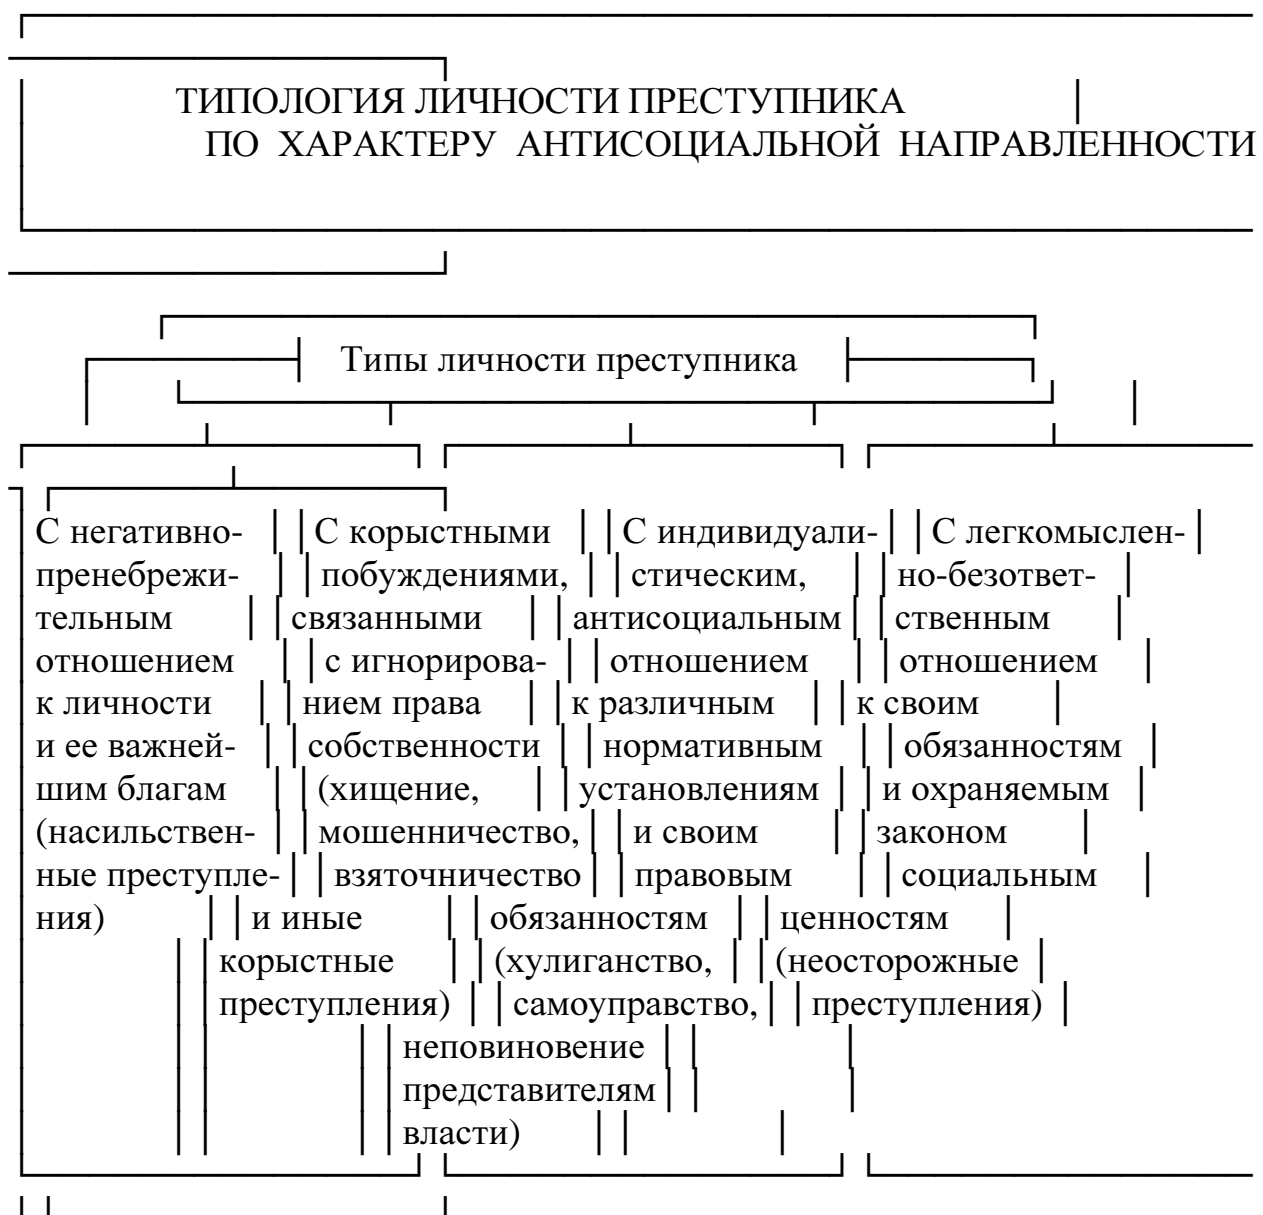 ТИПОЛОГИЯ ЛИЧНОСТИ ПРЕСТУПНИКА
ПО ХАРАКТЕРУ АНТИСОЦИАЛЬНОЙ НАПРАВЛЕННОСТИ
Типы личности преступника
С негативно- С корыстными С индивидуали- С легкомыслен-
пренебрежи- побуждениями, стическим, но-безответ-
тельным связанными антисоциальным ственным
отношением с игнорирова- отношением отношением
к личности нием права к различным к своим
и ее важней- собственности нормативным обязанностям
шим благам (хищение, установлениям и охраняемым
(насильствен- мошенничество, и своим законом
ные преступле- взяточничество правовым социальным
ния) и иные обязанностям ценностям
корыстные (хулиганство, (неосторожные
преступления) самоуправство, преступления)
неповиновение
представителям
власти)